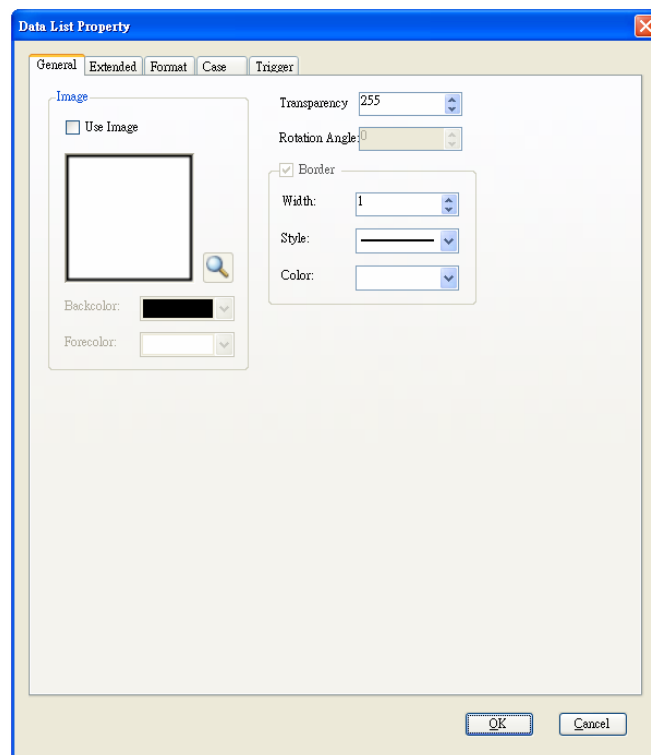 Data List Property
General Extended Format Case Trigger
Image
Use Image
Backcolor:
Forecolor:
Transparency 255
Rotation Angle: 0
Border
Width: 1
Style:
Color:
OK Cancel